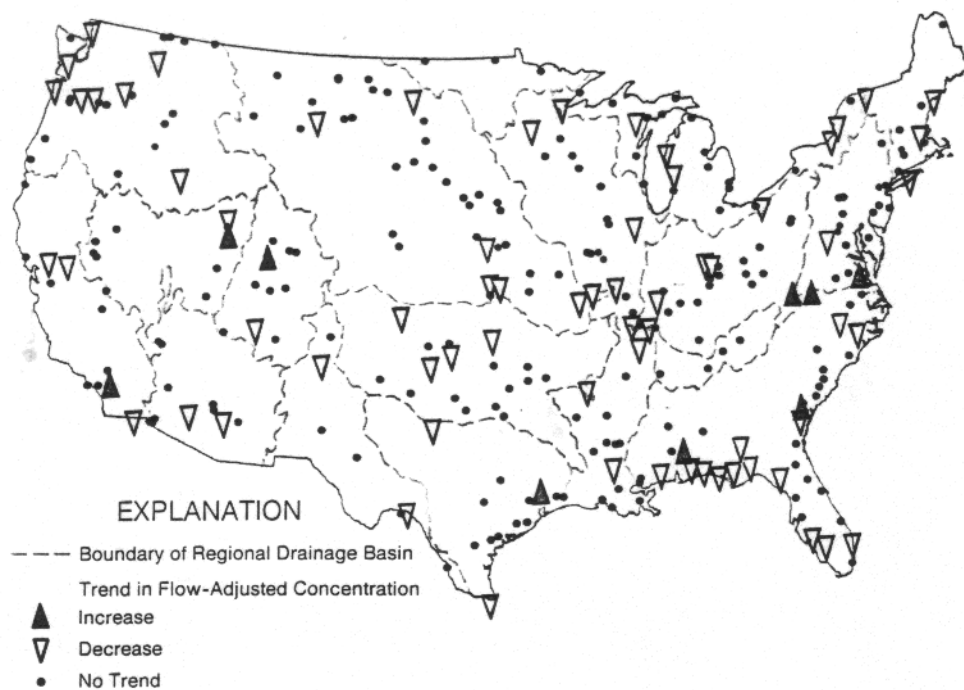 EXPLANATION
Boundary of Regional Drainage Basin
Trend in Flow-Adjusted Concentration
Increase
Decrease
No Trend